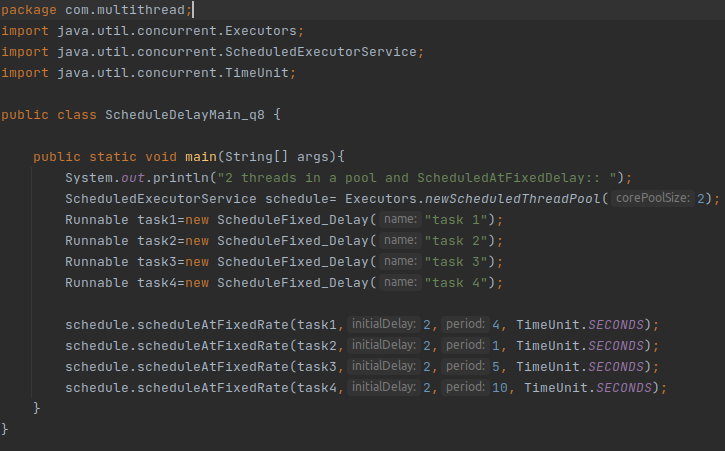 package com.multithread;
import java.util.concurrent.Executors;
import java.util.concurrent.ScheduledExecutorService;
import java.util.concurrent.TimeUnit;
public class ScheduleDelayMain_q8 {
public static void main(String[] args){
System.out.println("2 threads in a pool and ScheduledAtFixedDelay:: ");
ScheduledExecutorService schedule= Executors.newScheduledThreadPool( corePoolSize: 2);
Runnable task1=new ScheduleFixed_Delay( name: "task 1");
Runnable task2=new ScheduleFixed_Delay( name: "task 2");
Runnable task3=new ScheduleFixed_Delay( name: "task 3");
Runnable task4=new ScheduleFixed_Delay( name: "task 4");
schedule.scheduleAtFixedRate(task1, initialDelay: 2, period: 4, TimeUnit.SECONDS);
schedule.scheduleAtFixedRate(task2, initialDelay: 2, period: 1, TimeUnit.SECONDS);
schedule.scheduleAtFixedRate(task3, initialDelay: 2, period: 5, TimeUnit.SECONDS);
schedule.scheduleAtFixedRate(task4, initialDelay: 2, period: 10, TimeUnit.SECONDS);
}
}